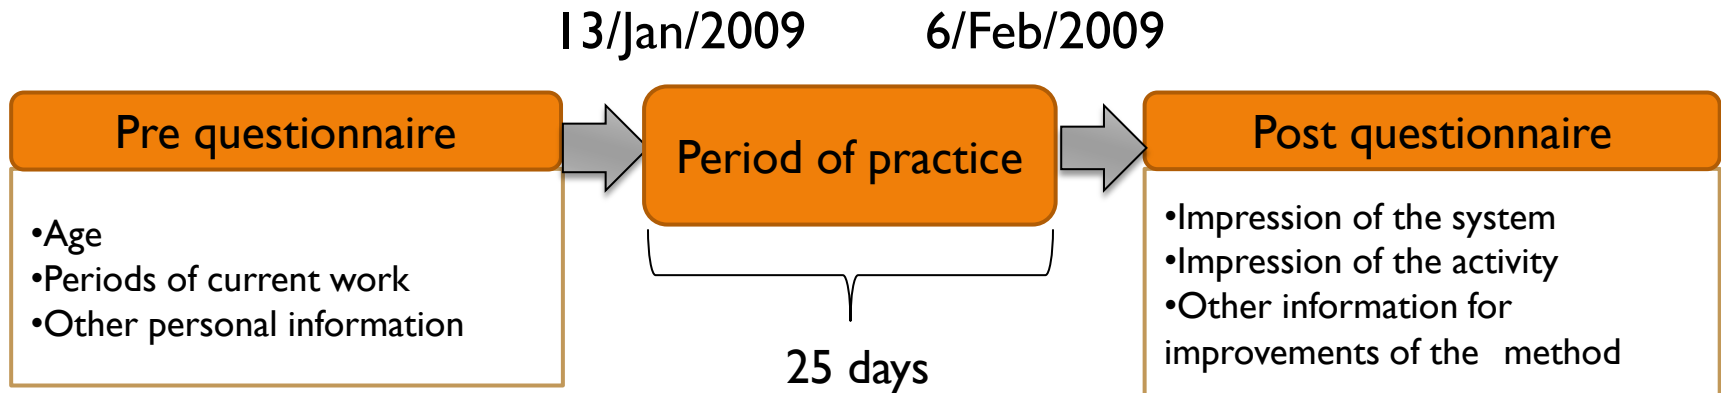 13/Jan/2009
6/Feb/2009
Pre questionnaire
•Age
•Periods of current work
•Other personal information
Period of practice
25 days
Post questionnaire
•Impression of the system
•Impression of the activity
•Other information for
improvements of the method